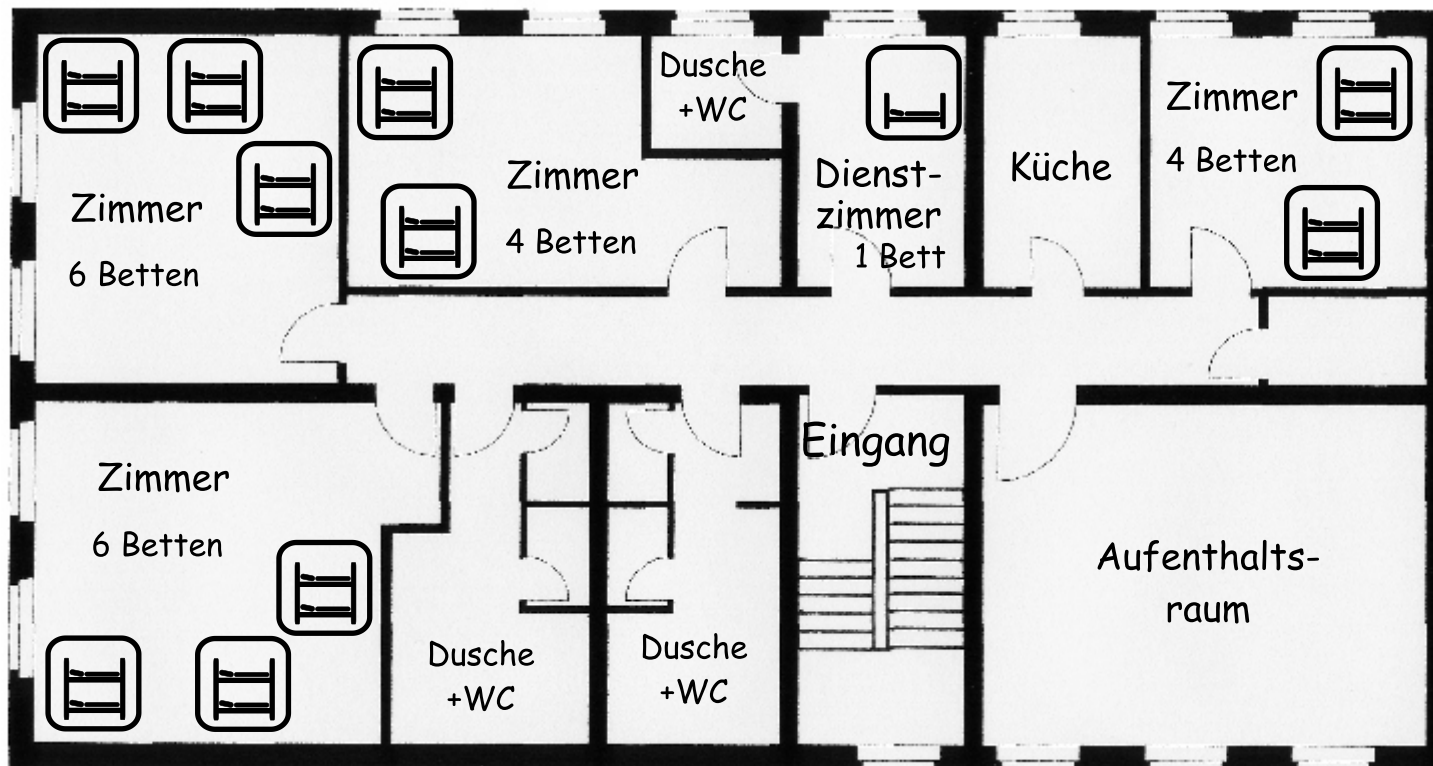 Zimmer
6 Betten
Zimmer
4 Betten
Dusche
+WC
Dienst-
zimmer
1 Bett
Küche
Zimmer
4 Betten
Zimmer
6 Betten
Dusche
+WC
Dusche
+WC
Eingang
Aufenthalts-
raum